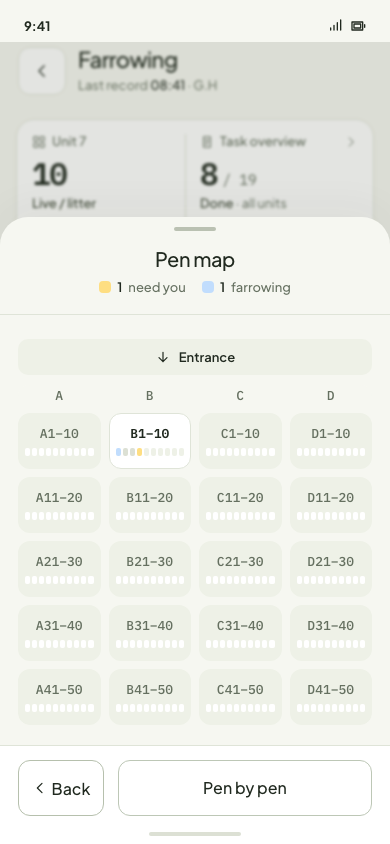 9:41
Farrowing
Last record 08:41 · G.H
Unit 7
Task overview
10
8 / 19
Live / litter
Done · all units
Pen map
1 need you 1 farrowing
Entrance
A B C D
A1–10 B1–10 C1–10 D1–10
A11–20 B11–20 C11–20 D11–20
A21–30 B21–30 C21–30 D21–30
A31–40 B31–40 C31–40 D31–40
A41–50 B41–50 C41–50 D41–50
Back
Pen by pen